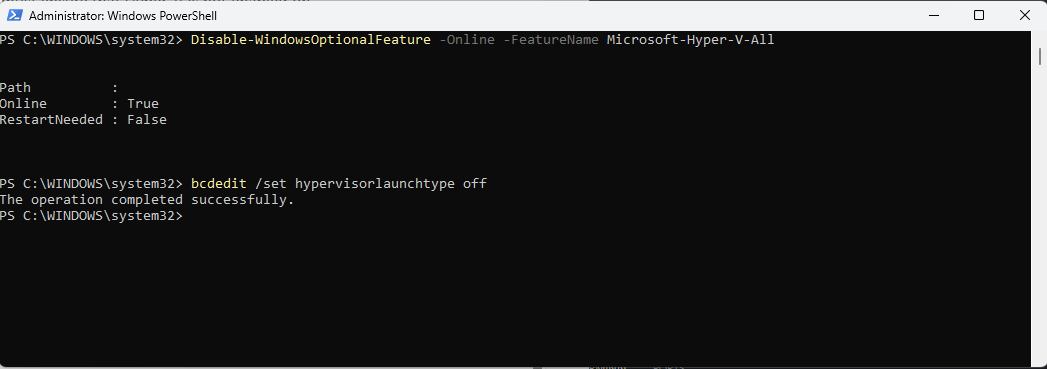 Administrator: Windows PowerShell
PS C:\WINDOWS\system32> Disable-WindowsOptionalFeature -Online -FeatureName Microsoft-Hyper-V-All
Path          :
Online        : True
RestartNeeded : False
PS C:\WINDOWS\system32> bcdedit /set hypervisorlaunchtype off
The operation completed successfully.
PS C:\WINDOWS\system32>